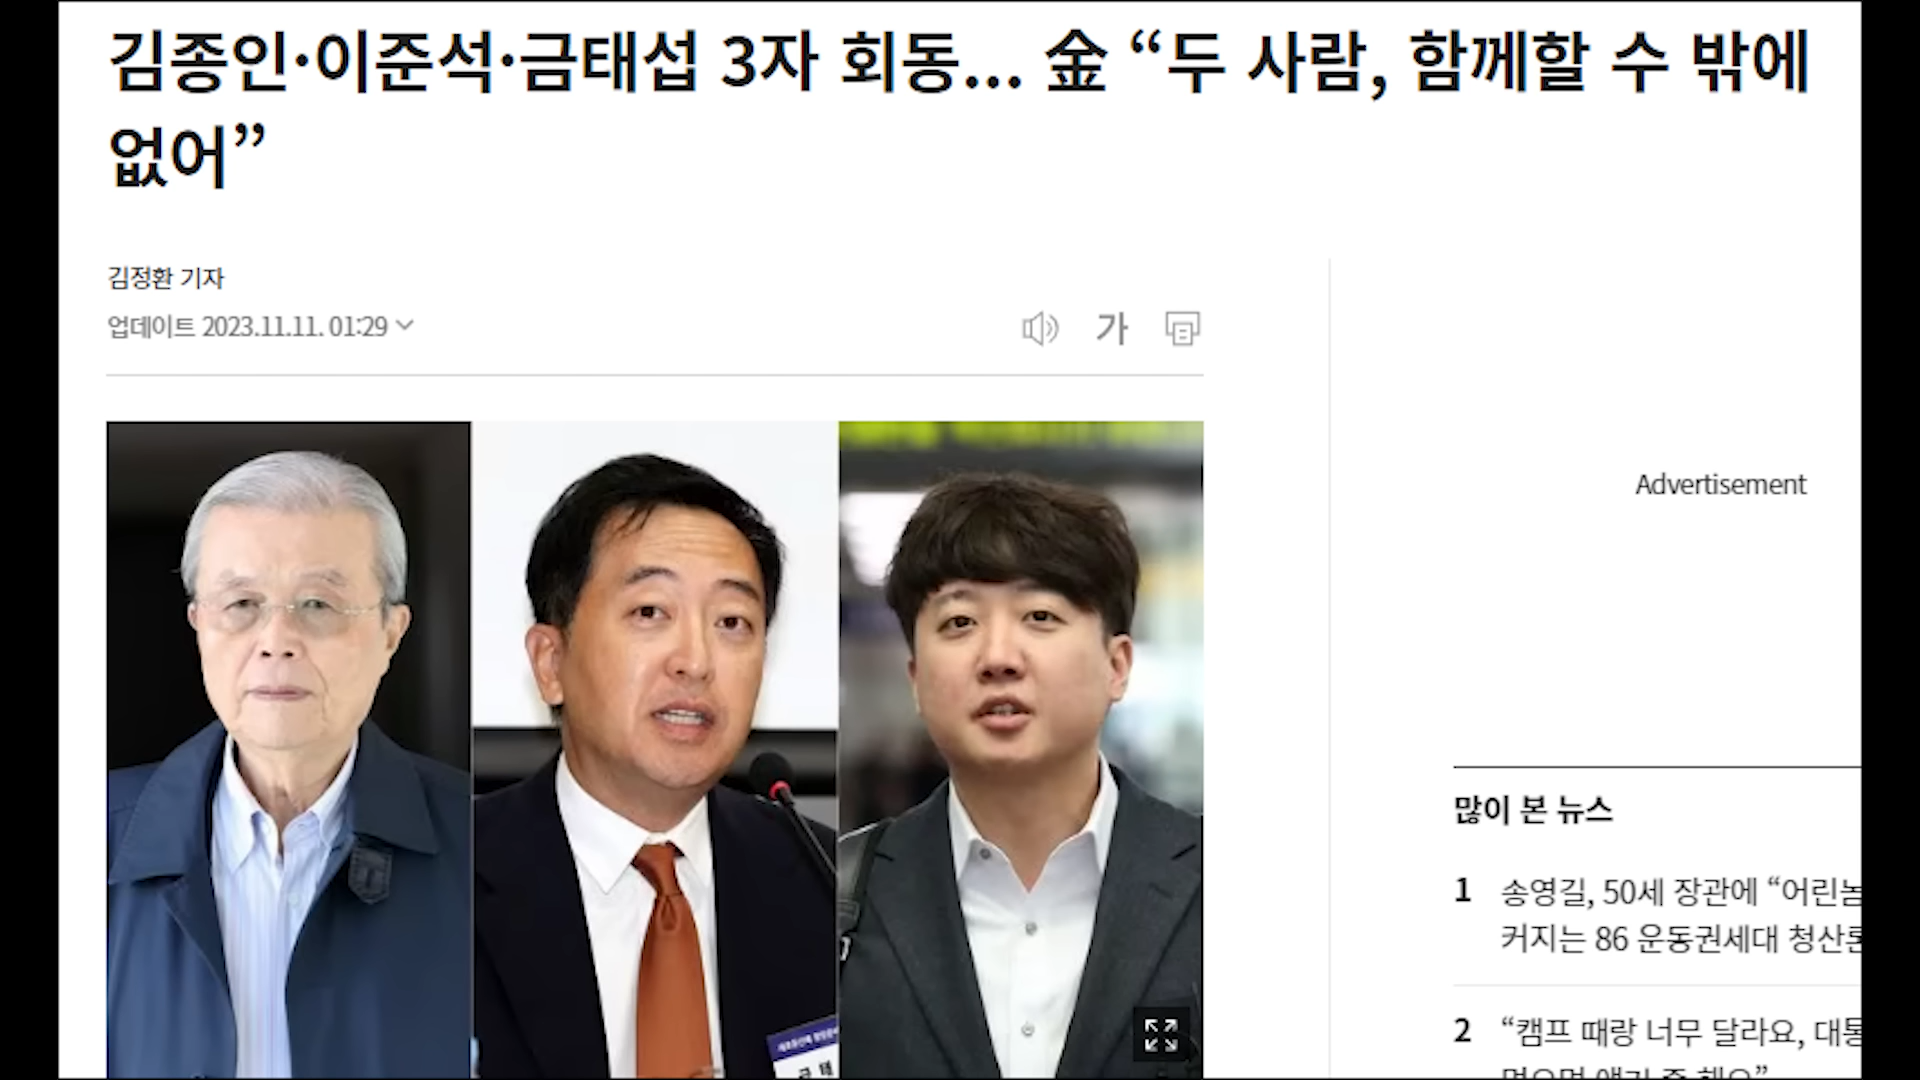 김종인·이준석·금태섭 3자 회동... 金 “두 사람, 함께할 수 밖에
없어”
김정환 기자
업데이트 2023.11.11. 01:29
가
Advertisement
많이 본 뉴스
1 송영길, 50세 장관에 “어린놈
커지는 86 운동권세대 청산론
2 “캠프 때랑 너무 달라요, 대통